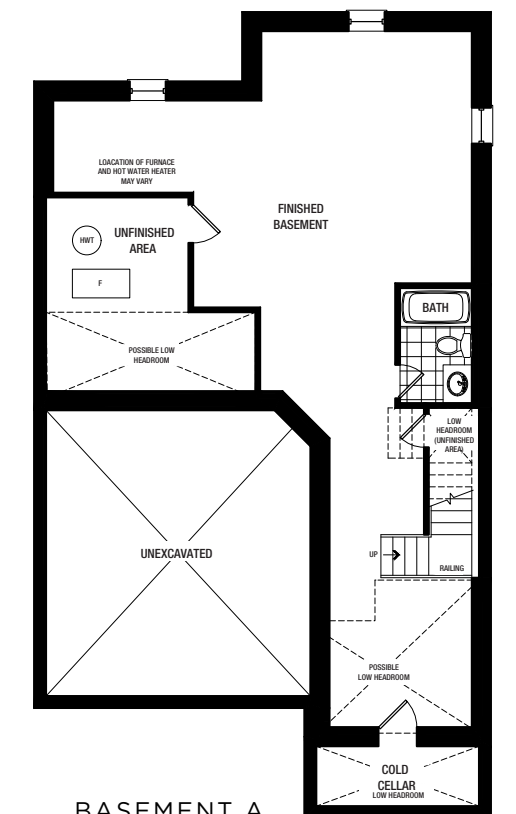 LOACATION OF FURNACE
AND HOT WATER HEATER
MAY VARY
FINISHED
BASEMENT
UNFINISHED
AREA
HWT
F
BATH
POSSIBLE LOW
HEADROOM
LOW
HEADROOM
(UNFINISHED
AREA)
UNEXCAVATED
UP
RAILING
POSSIBLE
LOW HEADROOM
COLD
CELLAR
LOW HEADROOM
BASEMENT A